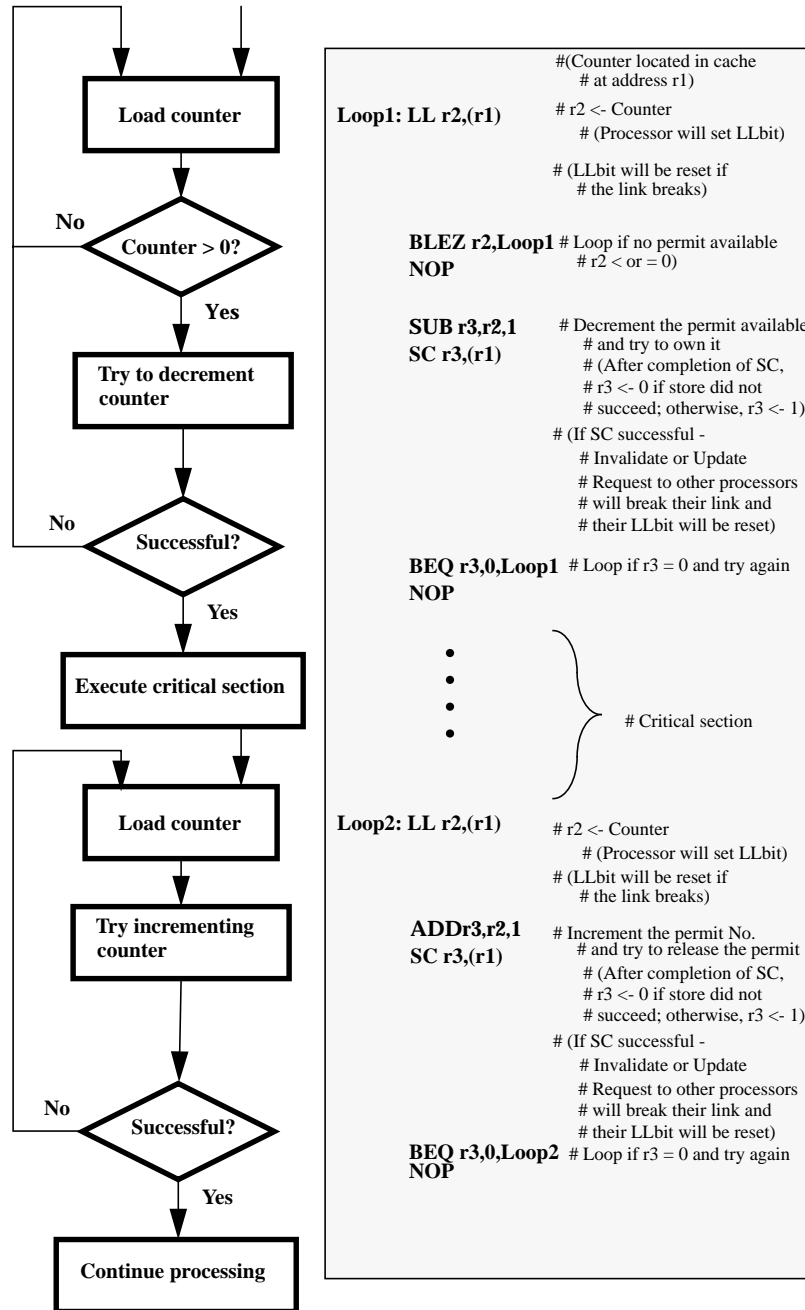 Load counter
No
Counter > 0?
Yes
Try to decrement
counter
No
Successful?
Yes
Execute critical section
Load counter
Try incrementing
counter
No
Successful?
Yes
Continue processing
#(Counter located in cache
# at address r1)
Loop1: LL r2,(r1) # r2 <- Counter
# (Processor will set LLbit)
# (LLbit will be reset if
# the link breaks)
BLEZ r2,Loop1 # Loop if no permit available
NOP # r2 < or = 0)
SUB r3,r2,1 # Decrement the permit available
SC r3,(r1) # and try to own it
# (After completion of SC,
# r3 <- 0 if store did not
# succeed; otherwise, r3 <- 1)
# (If SC successful -
# Invalidate or Update
# Request to other processors
# will break their link and
# their LLbit will be reset)
BEQ r3,0,Loop1 # Loop if r3 = 0 and try again
NOP
# Critical section
Loop2: LL r2,(r1) # r2 <- Counter
# (Processor will set LLbit)
# (LLbit will be reset if
# the link breaks)
ADDr3,r2,1 # Increment the permit No.
SC r3,(r1) # and try to release the permit
# (After completion of SC,
# r3 <- 0 if store did not
# succeed; otherwise, r3 <- 1)
# (If SC successful -
# Invalidate or Update
# Request to other processors
# will break their link and
# their LLbit will be reset)
BEQ r3,0,Loop2 # Loop if r3 = 0 and try again
NOP